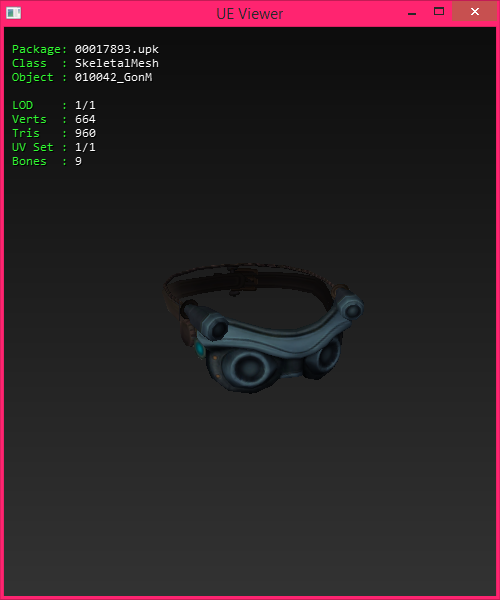 UE Viewer
Package: 00017893.upk
Class  : SkeletalMesh
Object : 010042_GonM
LOD    : 1/1
Verts  : 664
Tris   : 960
UV Set : 1/1
Bones  : 9